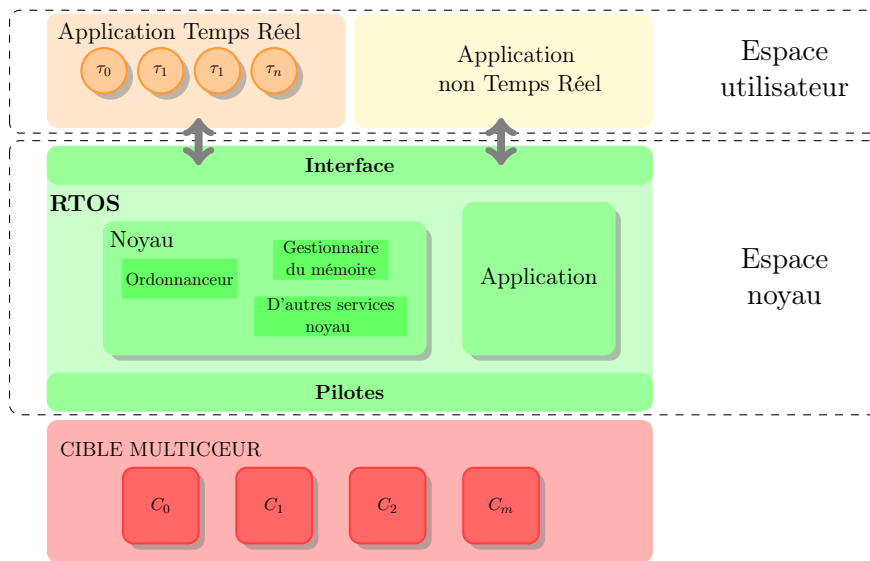 Application Temps Réel
τ0 τ1 τ1 τn
Application
non Temps Réel
Espace
utilisateur
Interface
RTOS
Noyau
Ordonnanceur
Gestionnaire
du mémoire
D'autres services
noyau
Application
Espace
noyau
Pilotes
CIBLE MULTICŒUR
C0 C1 C2 Cm